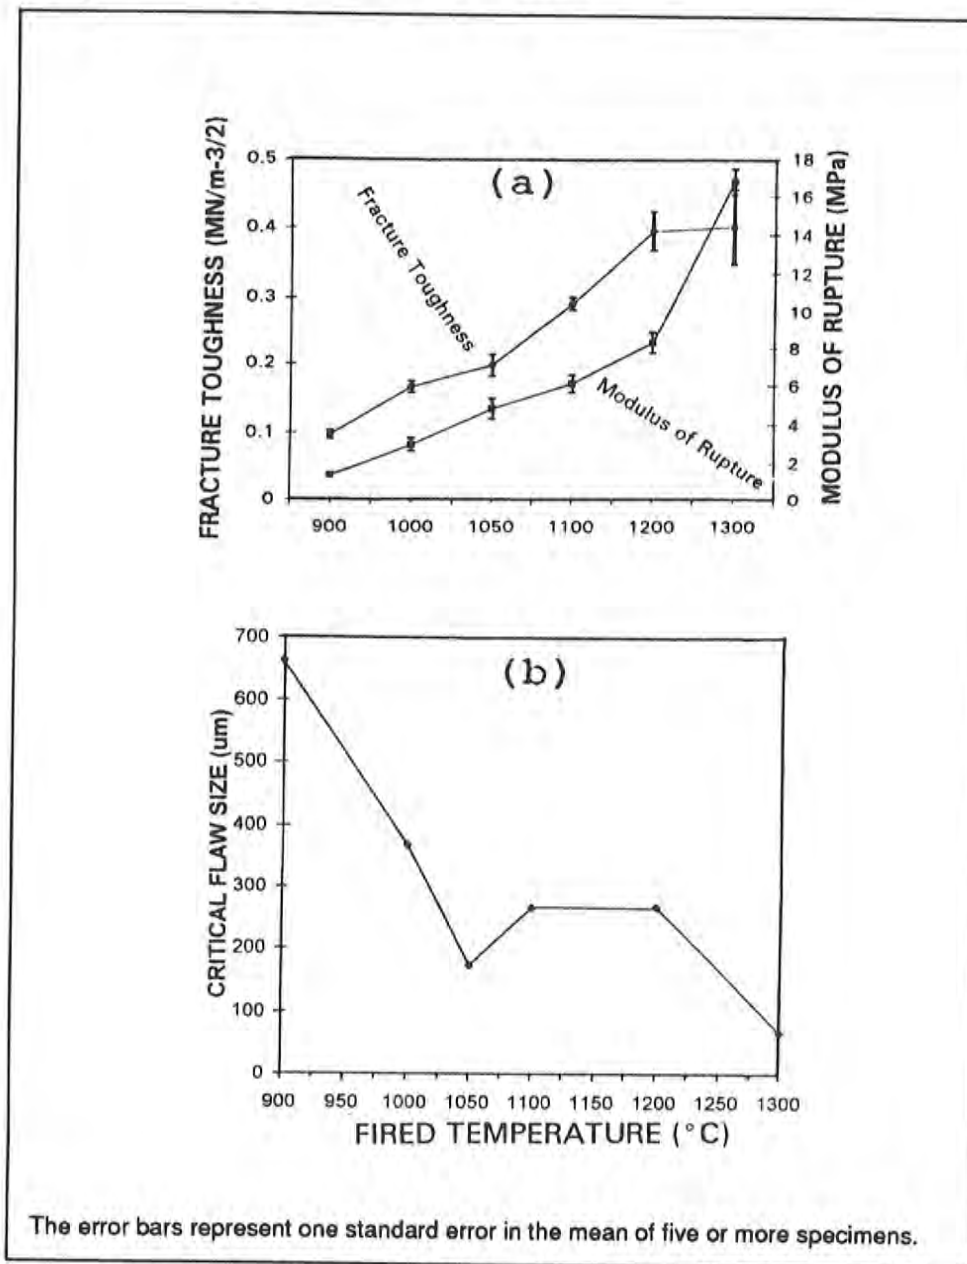 (a)
FRACTURE TOUGHNESS (MN/m-3/2)
0.5
0.4
0.3
0.2
0.1
0
Fracture Toughness
Modulus of Rupture
18
16
14
12
10
8
6
4
2
0
MODULUS OF RUPTURE (MPa)
900 1000 1050 1100 1200 1300
(b)
CRITICAL FLAW SIZE (um)
700
600
500
400
300
200
100
0
900 950 1000 1050 1100 1150 1200 1250 1300
FIRED TEMPERATURE (°C)
The error bars represent one standard error in the mean of five or more specimens.